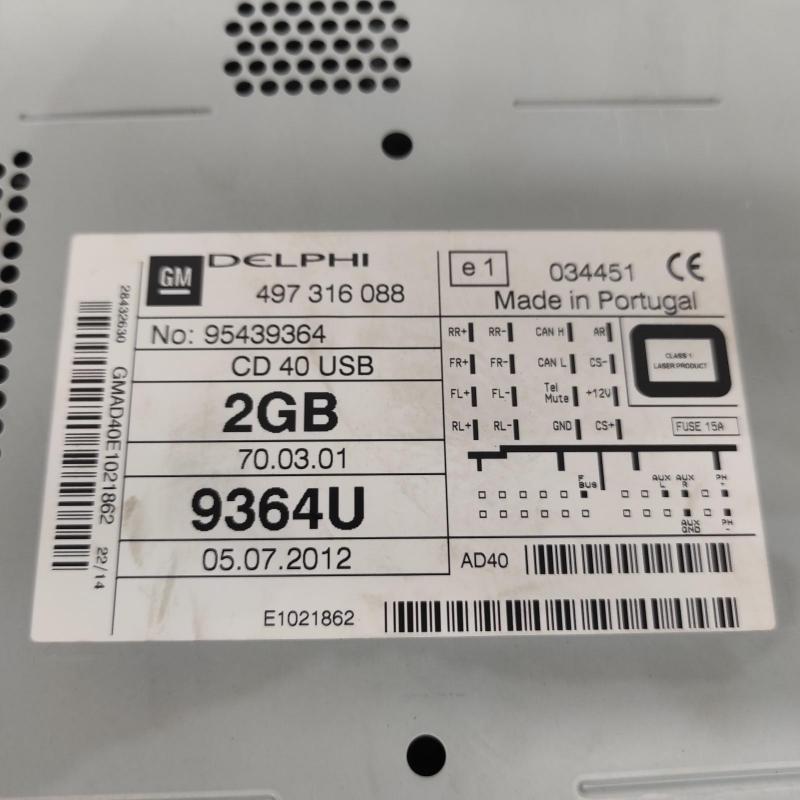 GM DELPHI
497 316 088
e 1 034451 CE
Made in Portugal
No: 95439364
CD 40 USB
2GB
70.03.01
9364U
05.07.2012
E1021862
28432630
GMAD40E1021862
22/14
RR+ RR- CAN H AR
FR+ FR- CAN L CS-
FL+ FL- Tel Mute +12V
RL+ RL- GND CS+
CLASS 1
LASER PRODUCT
FUSE 15A
F BUS
AUX L AUX R PH +
AUX GND PH -
AD40